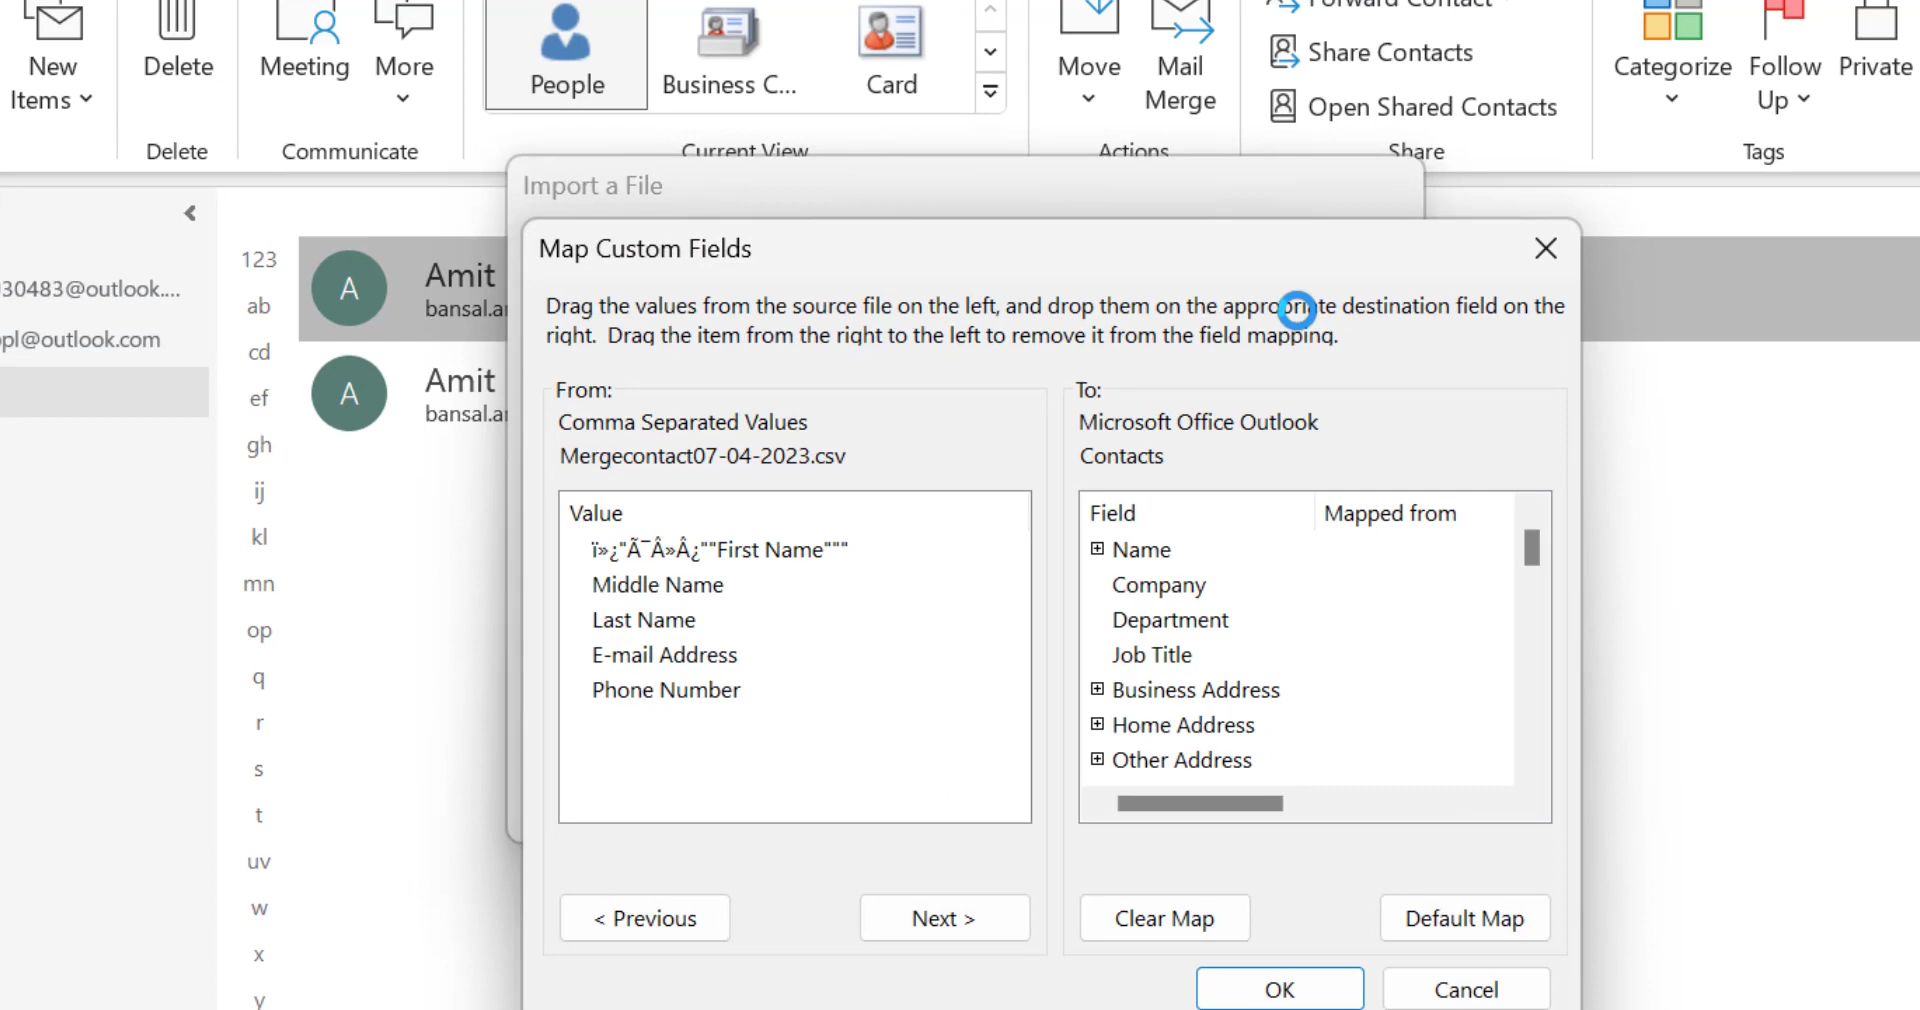 New
Items
Delete
Delete
Meeting
More
Communicate
People
Business C...
Card
Current View
Move
Mail
Merge
Actions
Forward Contact
Share Contacts
Open Shared Contacts
Share
Categorize
Follow
Up
Private
Tags
30483@outlook....
pl@outlook.com
123
ab
cd
ef
gh
ij
kl
mn
op
q
r
s
t
uv
w
x
y
A
Amit
bansal.ar
A
Amit
bansal.ar
Import a File
Map Custom Fields
Drag the values from the source file on the left, and drop them on the appropriate destination field on the
right. Drag the item from the right to the left to remove it from the field mapping.
From:
Comma Separated Values
Mergecontact07-04-2023.csv
Value
ï»¿"Ã¯Â»Â¿""First Name"""
Middle Name
Last Name
E-mail Address
Phone Number
< Previous
Next >
To:
Microsoft Office Outlook
Contacts
Field Mapped from
Name
Company
Department
Job Title
Business Address
Home Address
Other Address
Clear Map
Default Map
OK
Cancel